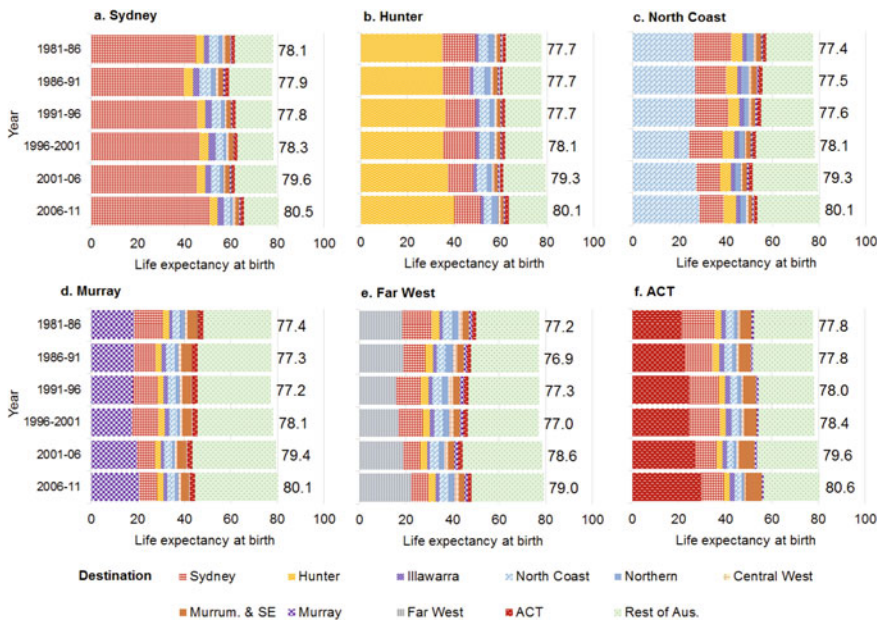 a. Sydney
b. Hunter
c. North Coast
Year
1981-86
1986-91
1991-96
1996-2001
2001-06
2006-11
78.1
77.9
77.8
78.3
79.6
80.5
77.7
77.7
77.7
78.1
79.3
80.1
77.4
77.5
77.6
78.1
79.3
80.1
0 20 40 60 80 100
0 20 40 60 80 100
0 20 40 60 80 100
Life expectancy at birth
Life expectancy at birth
Life expectancy at birth
d. Murray
e. Far West
f. ACT
Year
1981-86
1986-91
1991-96
1996-2001
2001-06
2006-11
77.4
77.3
77.2
78.1
79.4
80.1
77.2
76.9
77.3
77.0
78.6
79.0
77.8
77.8
78.0
78.4
79.6
80.6
0 20 40 60 80 100
0 20 40 60 80 100
0 20 40 60 80 100
Life expectancy at birth
Life expectancy at birth
Life expectancy at birth
Destination Sydney Hunter Illawarra North Coast Northern Central West
Murrum. & SE Murray Far West ACT Rest of Aus.